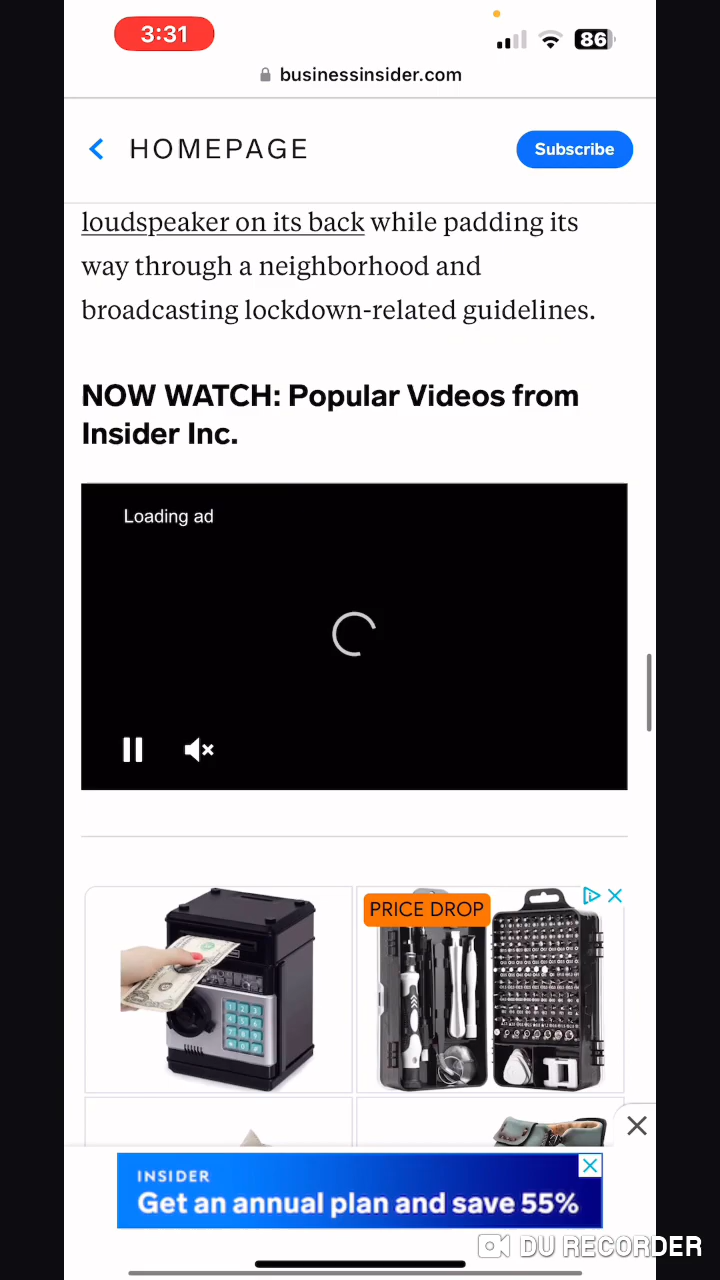 3:31
86
businessinsider.com
HOMEPAGE
Subscribe
loudspeaker on its back while padding its
way through a neighborhood and
broadcasting lockdown-related guidelines.
NOW WATCH: Popular Videos from
Insider Inc.
Loading ad
PRICE DROP
INSIDER
Get an annual plan and save 55%
DU RECORDER